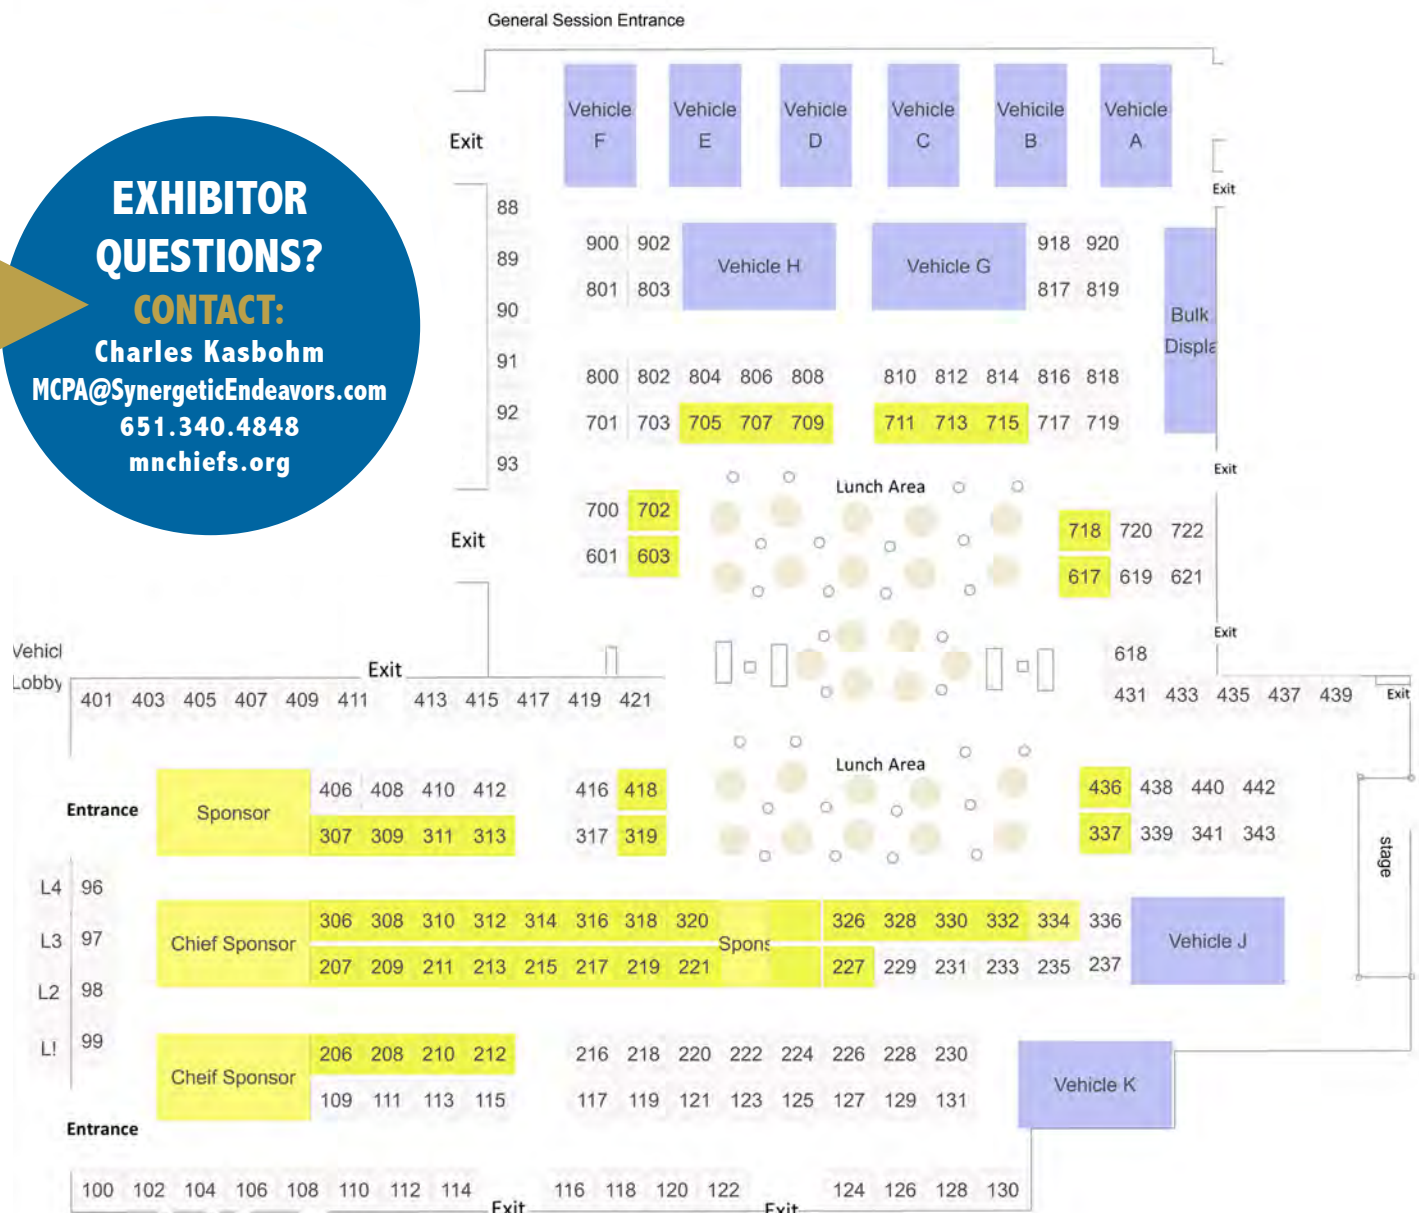 General Session Entrance
Vehicle F
Vehicle E
Vehicle D
Vehicle C
Vehicile B
Vehicle A
Exit
Exit
EXHIBITOR
QUESTIONS?
CONTACT:
Charles Kasbohm
MCPA@SynergeticEndeavors.com
651.340.4848
mnchiefs.org
88
89
90
91
92
93
900 902 Vehicle H Vehicle G 918 920
801 803 817 819
Bulk
Displa
800 802 804 806 808 810 812 814 816 818
701 703 705 707 709 711 713 715 717 719
Exit
Lunch Area
700 702 718 720 722
601 603 617 619 621
Exit
Exit
618
Vehicl
Lobby
Exit
401 403 405 407 409 411 413 415 417 419 421 431 433 435 437 439 Exit
Lunch Area
Entrance
Sponsor
406 408 410 412 416 418 436 438 440 442
307 309 311 313 317 319 337 339 341 343
stage
L4 96
L3 97
L2 98
L! 99
Chief Sponsor
306 308 310 312 314 316 318 320 326 328 330 332 334 336
Spons
207 209 211 213 215 217 219 221 227 229 231 233 235 237
Vehicle J
Cheif Sponsor
206 208 210 212 216 218 220 222 224 226 228 230
109 111 113 115 117 119 121 123 125 127 129 131
Vehicle K
Entrance
100 102 104 106 108 110 112 114 116 118 120 122 124 126 128 130
Exit
Exit